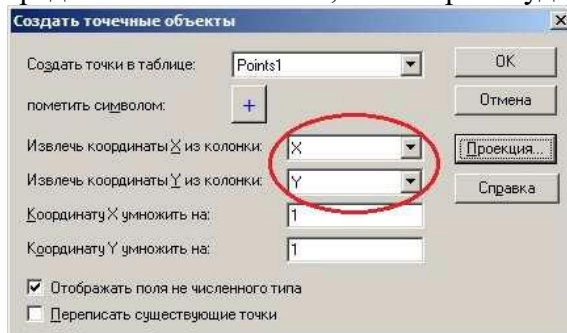 Создать точечные объекты
Создать точки в таблице: Points1 OK
пометить символом: + Отмена
Извлечь координаты X из колонки: X Проекция...
Извлечь координаты Y из колонки: Y Справка
Координату X умножить на: 1
Координату Y умножить на: 1
Отображать поля не численного типа
Переписать существующие точки